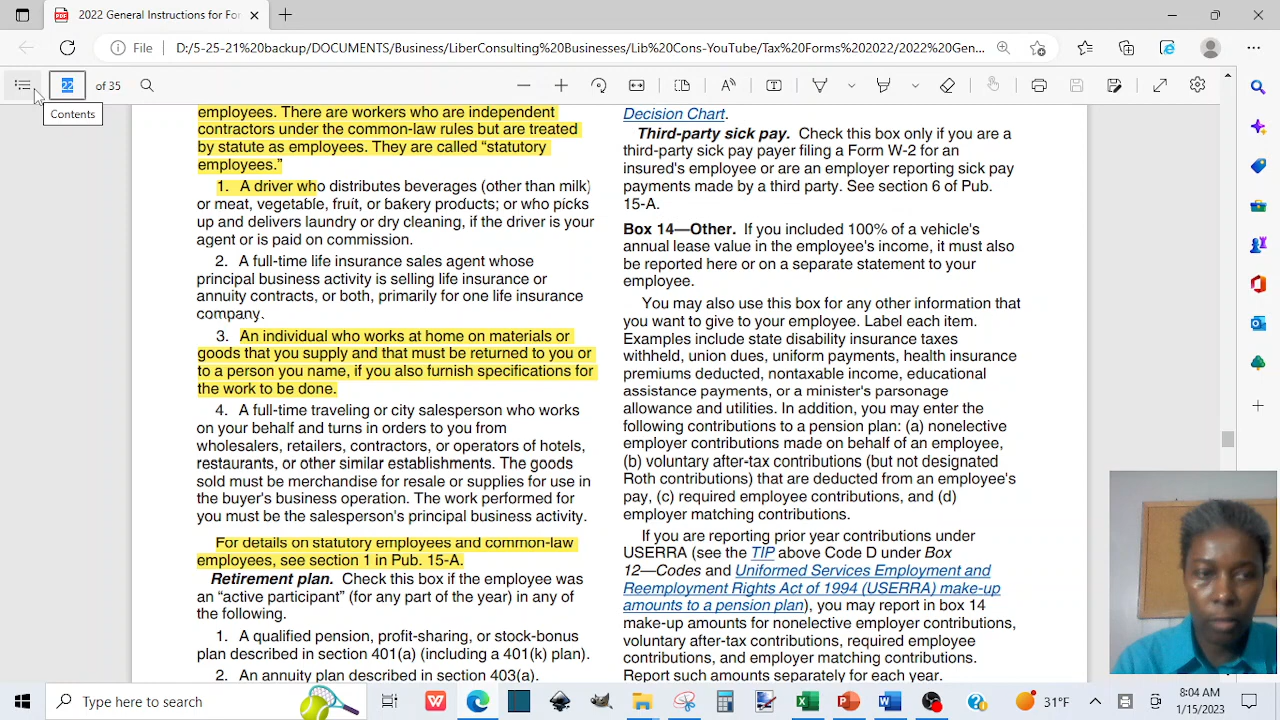 2022 General Instructions for For
File
D:/5-25-21%20backup/DOCUMENTS/Business/LiberConsulting%20Businesses/Lib%20Cons-YouTube/Tax%20Forms%202022/2022%20Gen...
22 of 35
Contents
employees. There are workers who are independent
contractors under the common-law rules but are treated
by statute as employees. They are called “statutory
employees.”
1. A driver who distributes beverages (other than milk)
or meat, vegetable, fruit, or bakery products; or who picks
up and delivers laundry or dry cleaning, if the driver is your
agent or is paid on commission.
2. A full-time life insurance sales agent whose
principal business activity is selling life insurance or
annuity contracts, or both, primarily for one life insurance
company.
3. An individual who works at home on materials or
goods that you supply and that must be returned to you or
to a person you name, if you also furnish specifications for
the work to be done.
4. A full-time traveling or city salesperson who works
on your behalf and turns in orders to you from
wholesalers, retailers, contractors, or operators of hotels,
restaurants, or other similar establishments. The goods
sold must be merchandise for resale or supplies for use in
the buyer's business operation. The work performed for
you must be the salesperson's principal business activity.
For details on statutory employees and common-law
employees, see section 1 in Pub. 15-A.
Retirement plan. Check this box if the employee was
an “active participant” (for any part of the year) in any of
the following.
1. A qualified pension, profit-sharing, or stock-bonus
plan described in section 401(a) (including a 401(k) plan).
2. An annuity plan described in section 403(a).
Decision Chart.
Third-party sick pay. Check this box only if you are a
third-party sick pay payer filing a Form W-2 for an
insured's employee or are an employer reporting sick pay
payments made by a third party. See section 6 of Pub.
15-A.
Box 14—Other. If you included 100% of a vehicle's
annual lease value in the employee's income, it must also
be reported here or on a separate statement to your
employee.
You may also use this box for any other information that
you want to give to your employee. Label each item.
Examples include state disability insurance taxes
withheld, union dues, uniform payments, health insurance
premiums deducted, nontaxable income, educational
assistance payments, or a minister's parsonage
allowance and utilities. In addition, you may enter the
following contributions to a pension plan: (a) nonelective
employer contributions made on behalf of an employee,
(b) voluntary after-tax contributions (but not designated
Roth contributions) that are deducted from an employee's
pay, (c) required employee contributions, and (d)
employer matching contributions.
If you are reporting prior year contributions under
USERRA (see the TIP above Code D under Box
12—Codes and Uniformed Services Employment and
Reemployment Rights Act of 1994 (USERRA) make-up
amounts to a pension plan), you may report in box 14
make-up amounts for nonelective employer contributions,
voluntary after-tax contributions, required employee
contributions, and employer matching contributions.
Report such amounts separately for each year.
Type here to search
31°F
8:04 AM
1/15/2023